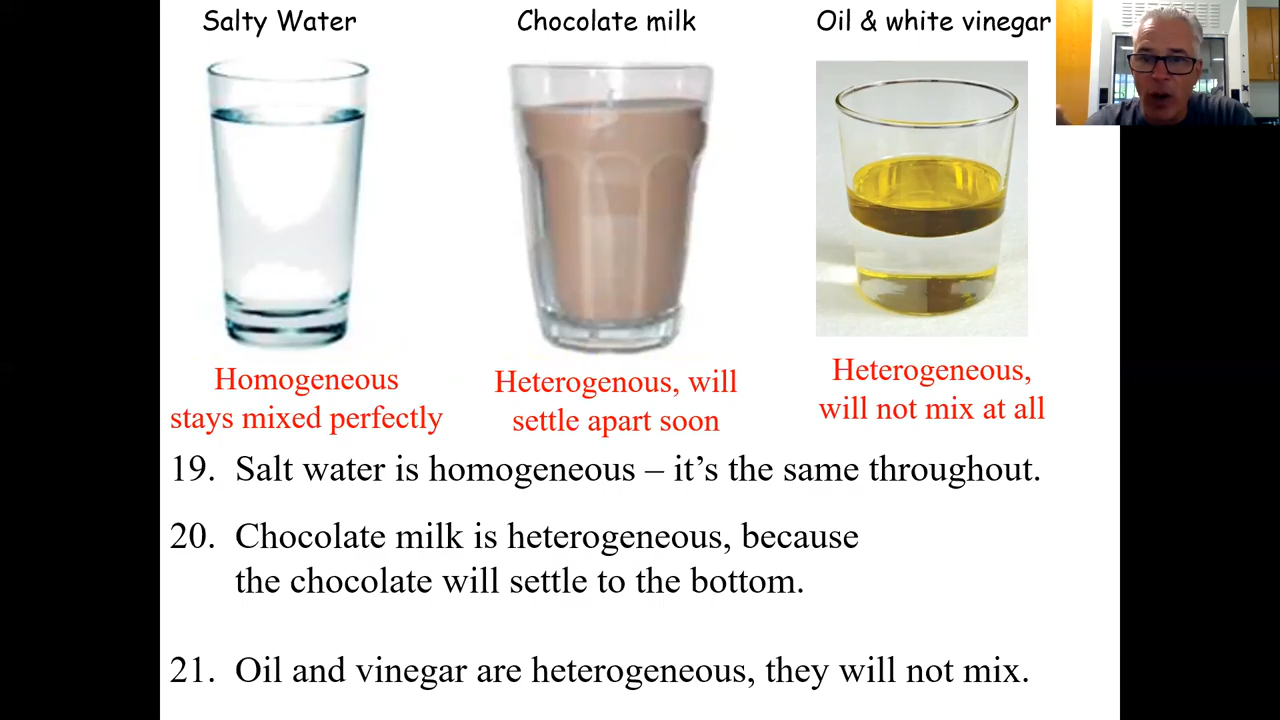 Salty Water
Chocolate milk
Oil & white vinegar
Homogeneous
stays mixed perfectly
Heterogenous, will
settle apart soon
Heterogeneous,
will not mix at all
19. Salt water is homogeneous – it’s the same throughout.
20. Chocolate milk is heterogeneous, because
the chocolate will settle to the bottom.
21. Oil and vinegar are heterogeneous, they will not mix.